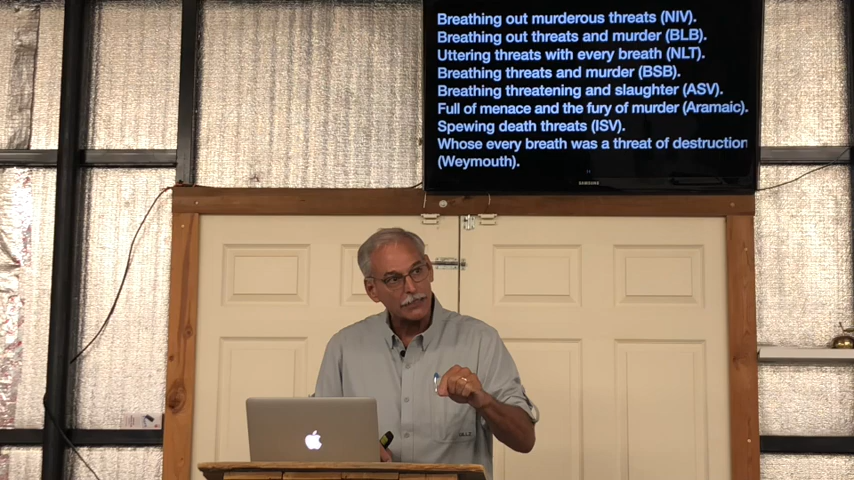 Breathing out murderous threats (NIV).
Breathing out threats and murder (BLB).
Uttering threats with every breath (NLT).
Breathing threats and murder (BSB).
Breathing threatening and slaughter (ASV).
Full of menace and the fury of murder (Aramaic).
Spewing death threats (ISV).
Whose every breath was a threat of destruction
(Weymouth).
SAMSUNG